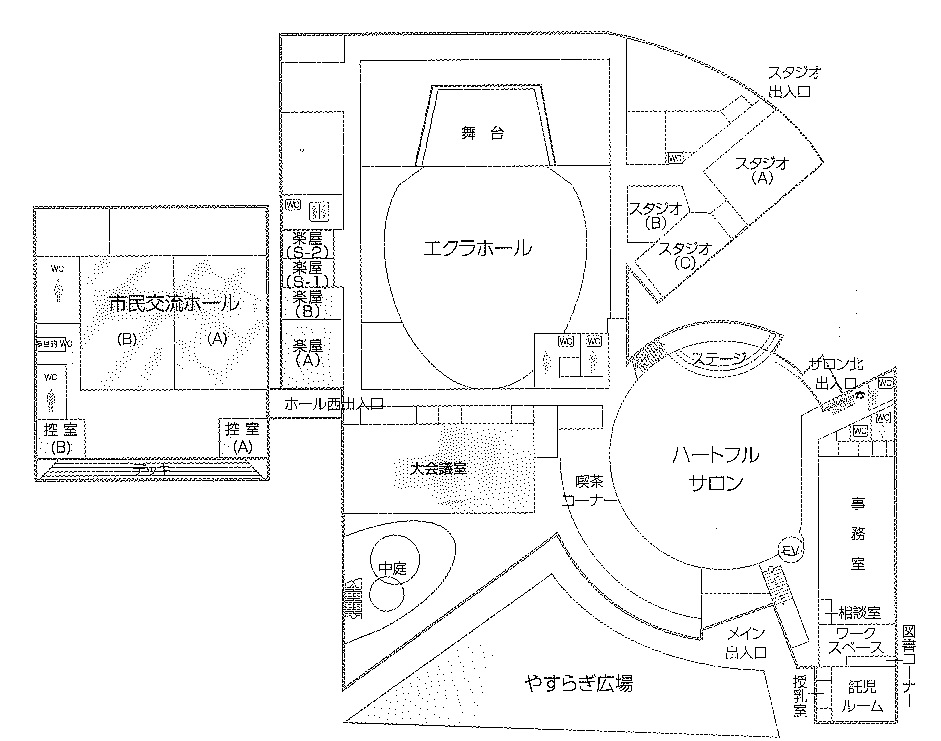 スタジオ
出入口
舞 台
WC
スタジオ
(A)
WC
スタジオ
(B)
スタジオ
(C)
楽屋
(S-2)
エクラホール
WC
楽屋
(S-1)
市民交流ホール
(B)
(A)
楽屋
(B)
多目的WC
楽屋
(A)
WC
WC
ステージ
サロン北
出入口
WC
WC
ホール西出入口
WC
WC
控室
(B)
控室
(A)
デッキ
大会議室
ハートフル
サロン
喫茶
コーナー
事務室
EV
中庭
相談室
メイン
出入口
ワーク
スペース
図書コーナー
やすらぎ広場
授乳室
託児
ルーム